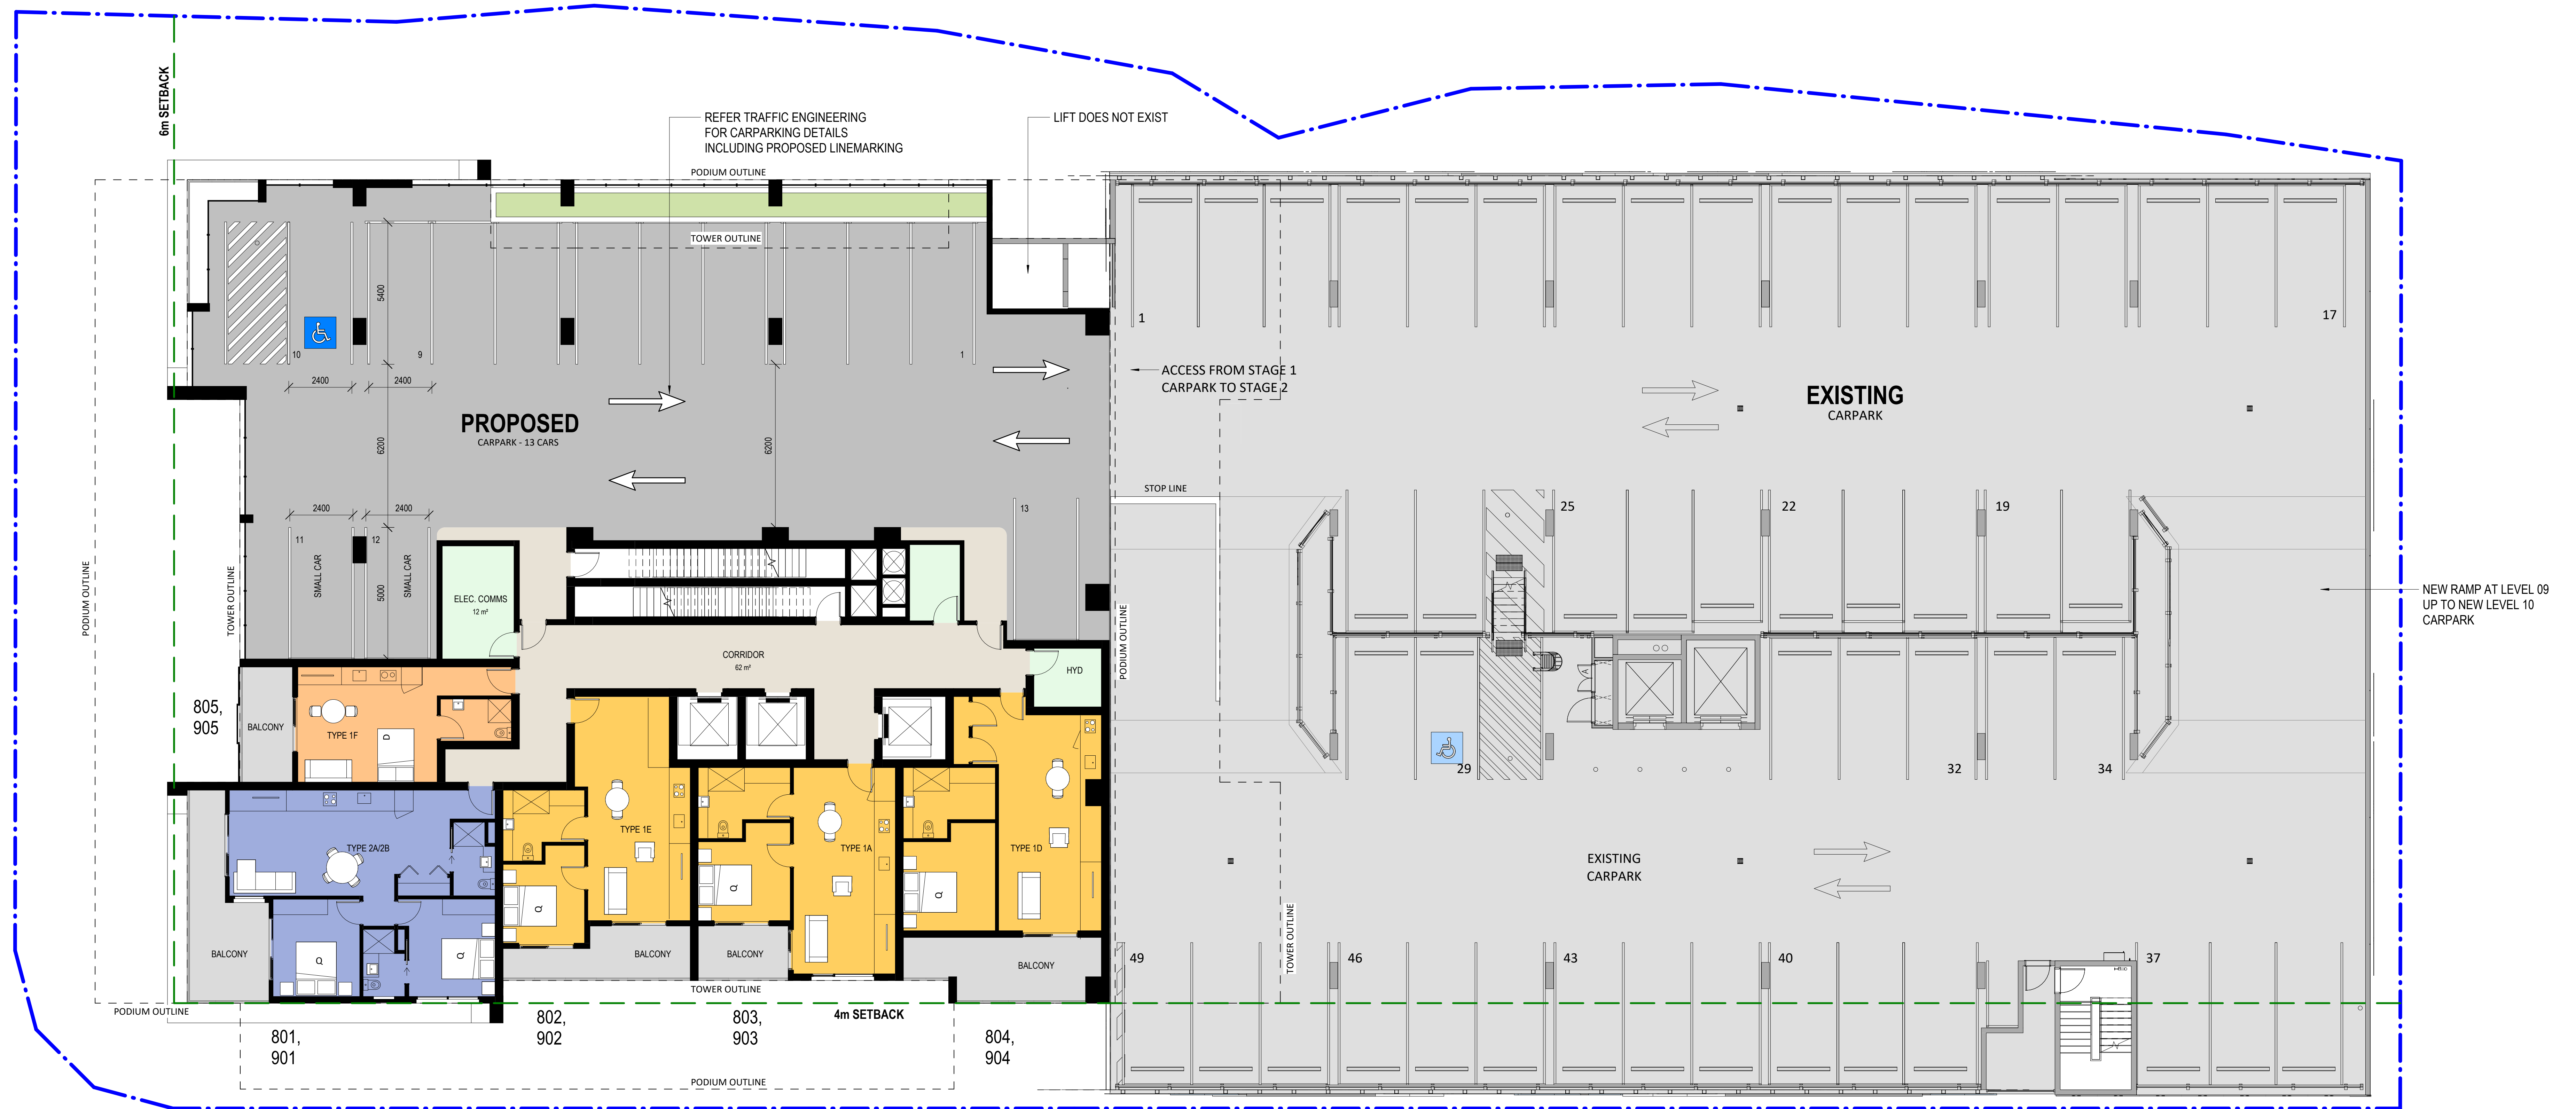 6m SETBACK
REFER TRAFFIC ENGINEERING
FOR CARPARKING DETAILS
INCLUDING PROPOSED LINEMARKING
LIFT DOES NOT EXIST
PODIUM OUTLINE
TOWER OUTLINE
5400
10
9
1
1
17
2400
2400
ACCESS FROM STAGE 1
CARPARK TO STAGE 2
PROPOSED
CARPARK - 13 CARS
EXISTING
CARPARK
6200
6200
STOP LINE
2400
2400
13
25
22
19
11
12
SMALL CAR
SMALL CAR
5000
PODIUM OUTLINE
TOWER OUTLINE
ELEC. COMMS
12 m²
NEW RAMP AT LEVEL 09
UP TO NEW LEVEL 10
CARPARK
PODIUM OUTLINE
CORRIDOR
62 m²
HYD
805,
905
BALCONY
TYPE 1F
D
29
32
34
TYPE 2A/2B
TYPE 1E
TYPE 1A
TYPE 1D
EXISTING
CARPARK
Q
Q
Q
Q
Q
BALCONY
BALCONY
BALCONY
BALCONY
TOWER OUTLINE
TOWER OUTLINE
49
46
43
40
37
PODIUM OUTLINE
4m SETBACK
801,
901
802,
902
803,
903
804,
904
PODIUM OUTLINE